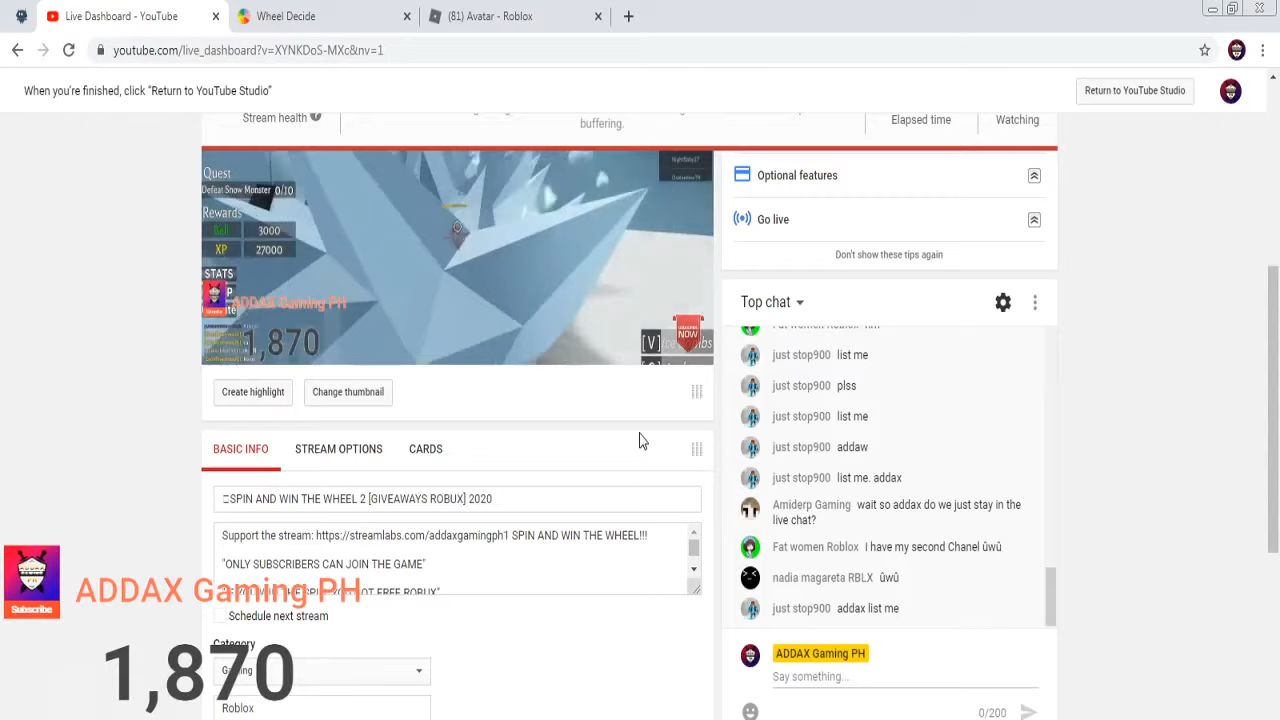 Live Dashboard - YouTube
Wheel Decide
(81) Avatar - Roblox
youtube.com/live_dashboard?v=XYNKDoS-MXc&nv=1
When you're finished, click "Return to YouTube Studio"
Return to YouTube Studio
Stream health
buffering.
Elapsed time
Watching
Quest
Defeat Snow Monster 0/10
Rewards
Bell 3000
XP 27000
STATS
ADDAX Gaming PH
1,870
NOW
[V]
Optional features
Go live
Don't show these tips again
Top chat
Fat women Roblox
just stop900 list me
just stop900 plss
just stop900 list me
just stop900 addaw
just stop900 list me. addax
Amiderp Gaming wait so addax do we just stay in the
live chat?
Fat women Roblox I have my second Chanel ûwû
nadia magareta RBLX ûwû
just stop900 addax list me
ADDAX Gaming PH
Say something...
0/200
Create highlight
Change thumbnail
BASIC INFO
STREAM OPTIONS
CARDS
SPIN AND WIN THE WHEEL 2 [GIVEAWAYS ROBUX] 2020
Support the stream: https://streamlabs.com/addaxgamingph1 SPIN AND WIN THE WHEEL!!!
"ONLY SUBSCRIBERS CAN JOIN THE GAME"
Schedule next stream
Category
Gaming
Roblox
Subscribe
ADDAX Gaming PH
1,870